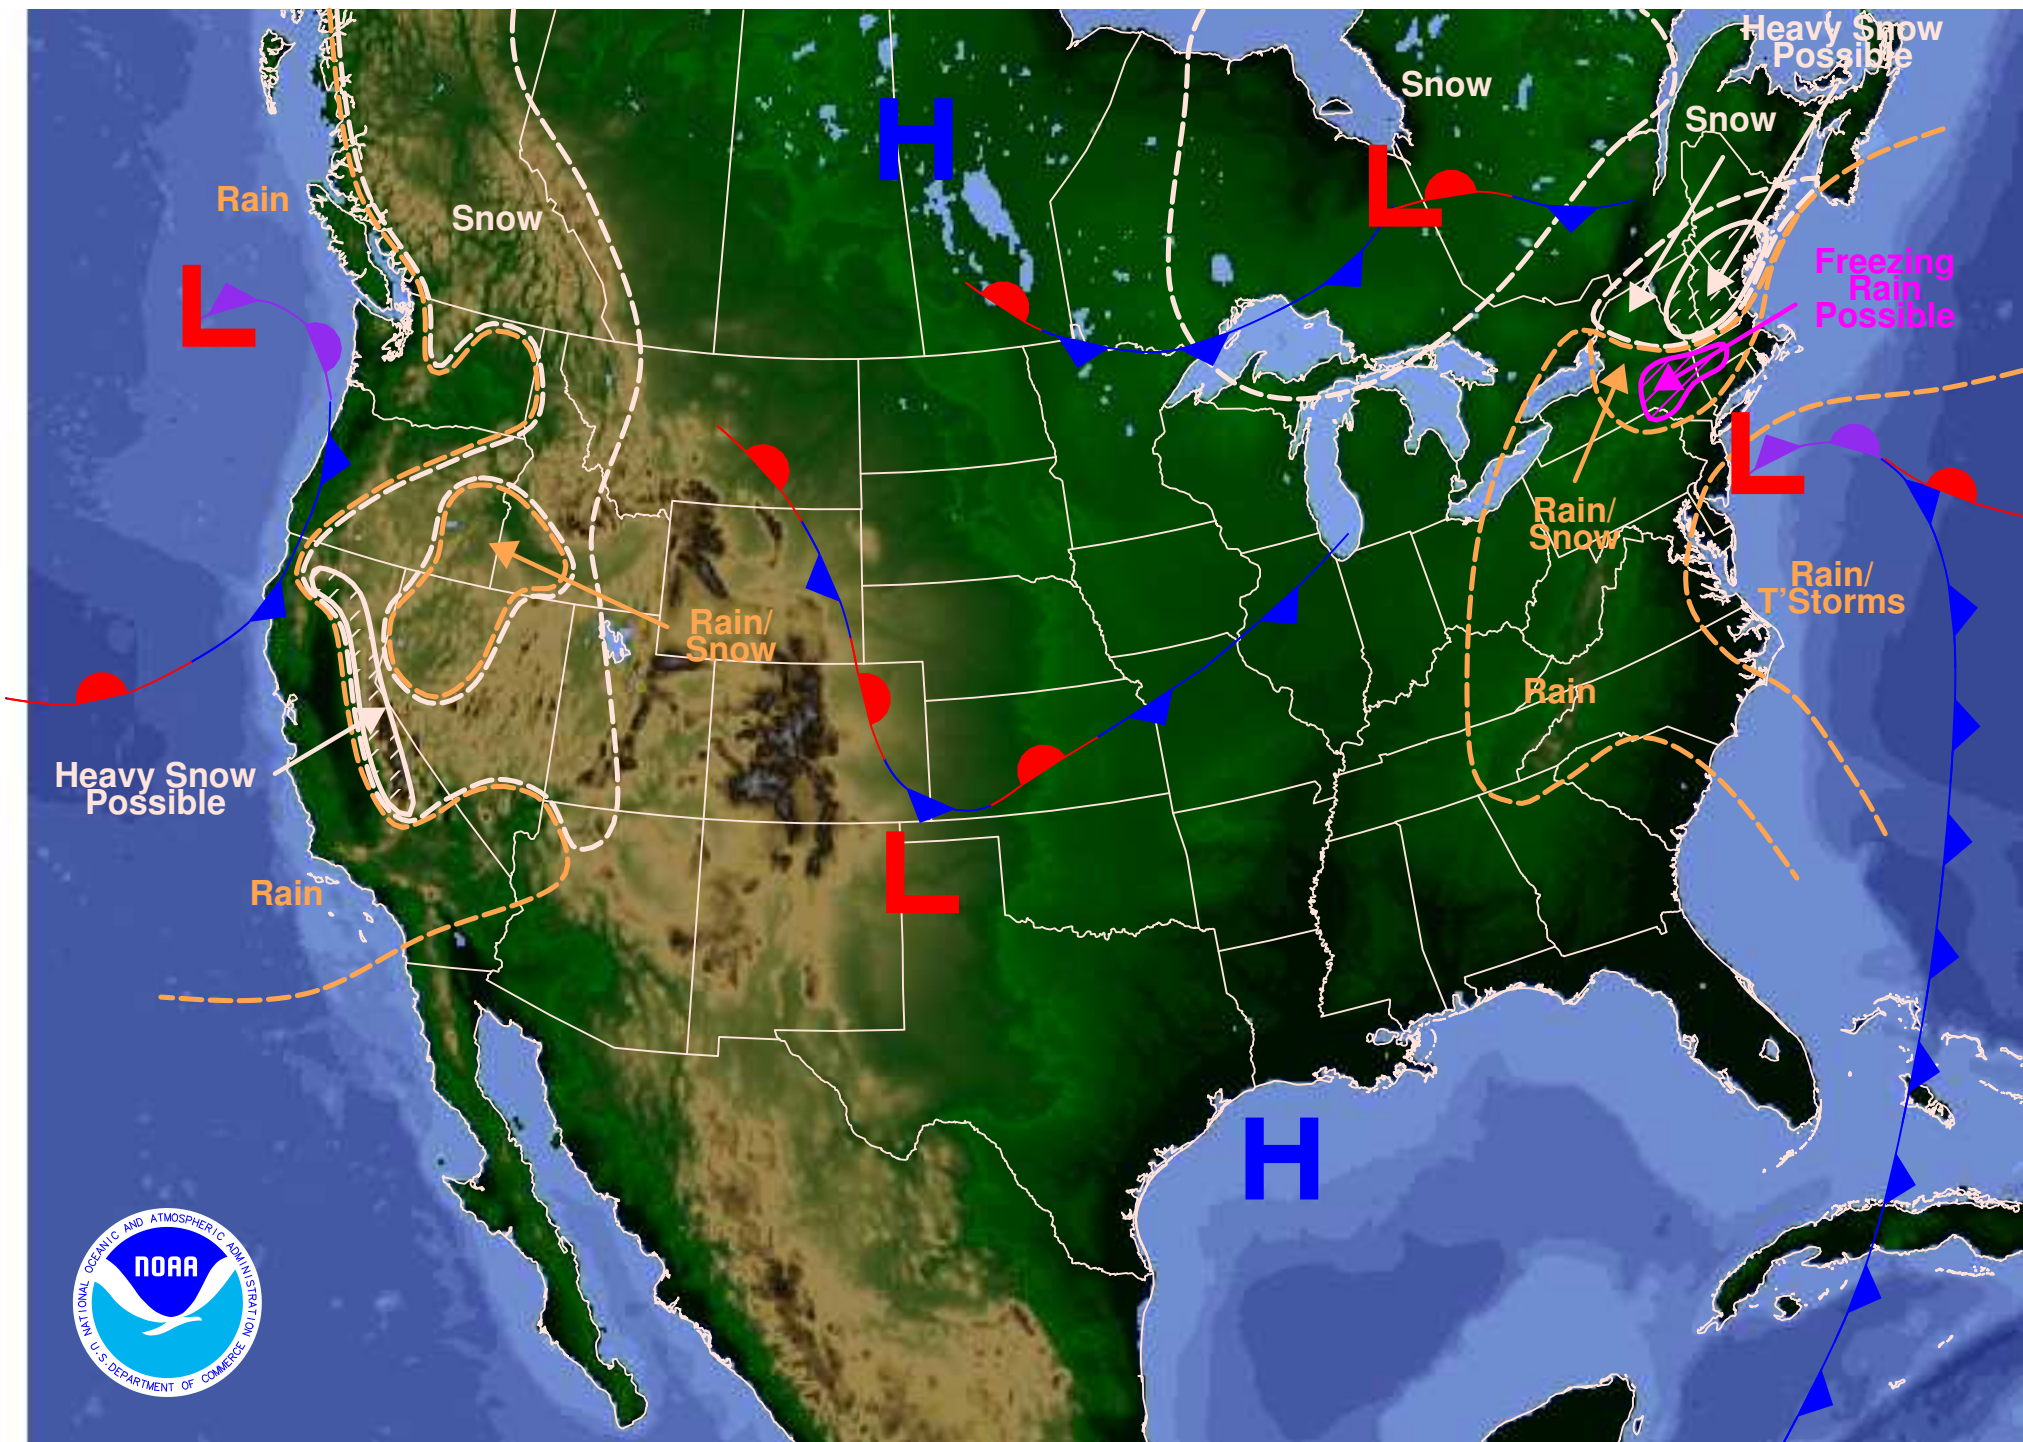 Heavy Snow
Possible
Snow
Snow
H
L
Rain
Snow
Freezing
Rain
Possible
L
L
Rain/
Snow
Rain/
T'Storms
Rain/
Snow
Rain
Heavy Snow
Possible
L
Rain
H
NOAA
NATIONAL OCEANIC AND ATMOSPHERIC ADMINISTRATION
U.S. DEPARTMENT OF COMMERCE